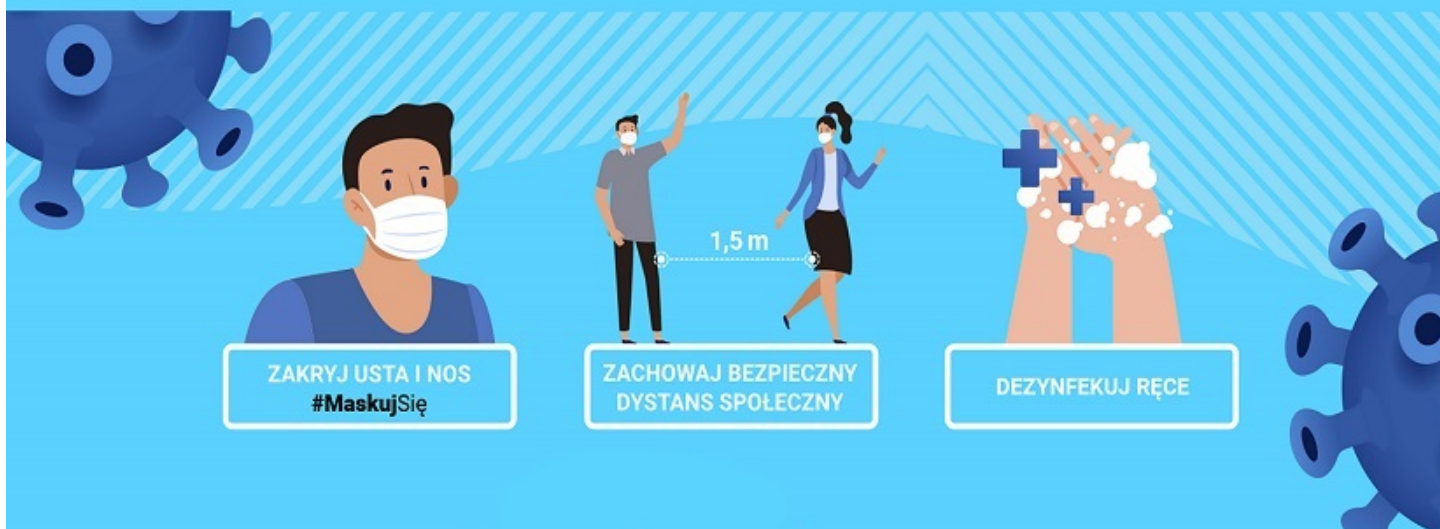 ZAKRYJ USTA I NOS
#MaskujSię
1,5 m
ZACHOWAJ BEZPIECZNY
DYSTANS SPOŁECZNY
DEZYNFEKUJ RĘCE